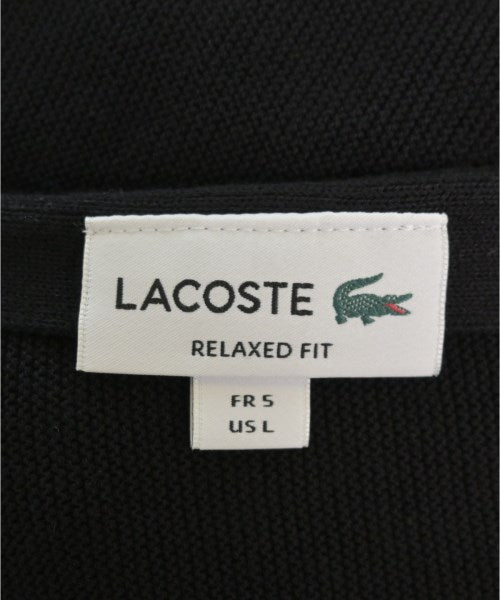 LACOSTE
RELAXED FIT
FR 5
US L